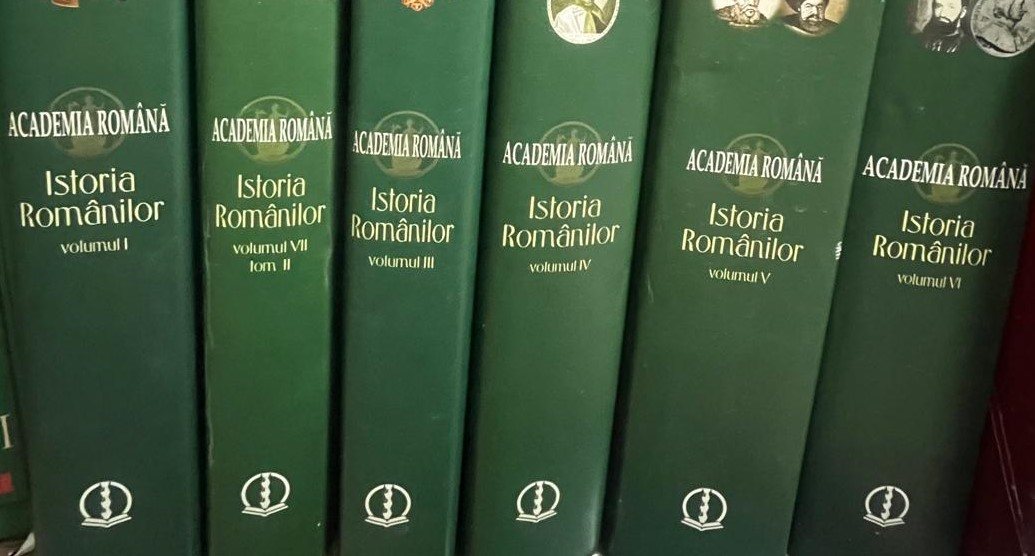 ACADEMIA ROMÂNĂ
Istoria
Românilor
volumul I
ACADEMIA ROMÂNĂ
Istoria
Românilor
volumul VII
tom II
ACADEMIA ROMÂNĂ
Istoria
Românilor
volumul III
ACADEMIA ROMÂNĂ
Istoria
Românilor
volumul IV
ACADEMIA ROMÂNĂ
Istoria
Românilor
volumul V
ACADEMIA ROMÂNĂ
Istoria
Românilor
volumul VI